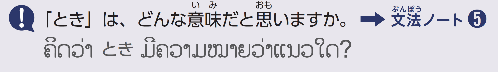 「とき」は、どんな意味だと思いますか。➡ 文法ノート ❺
ຄິດວ່າ とき ມີຄວາມໝາຍວ່າແນວໃດ?